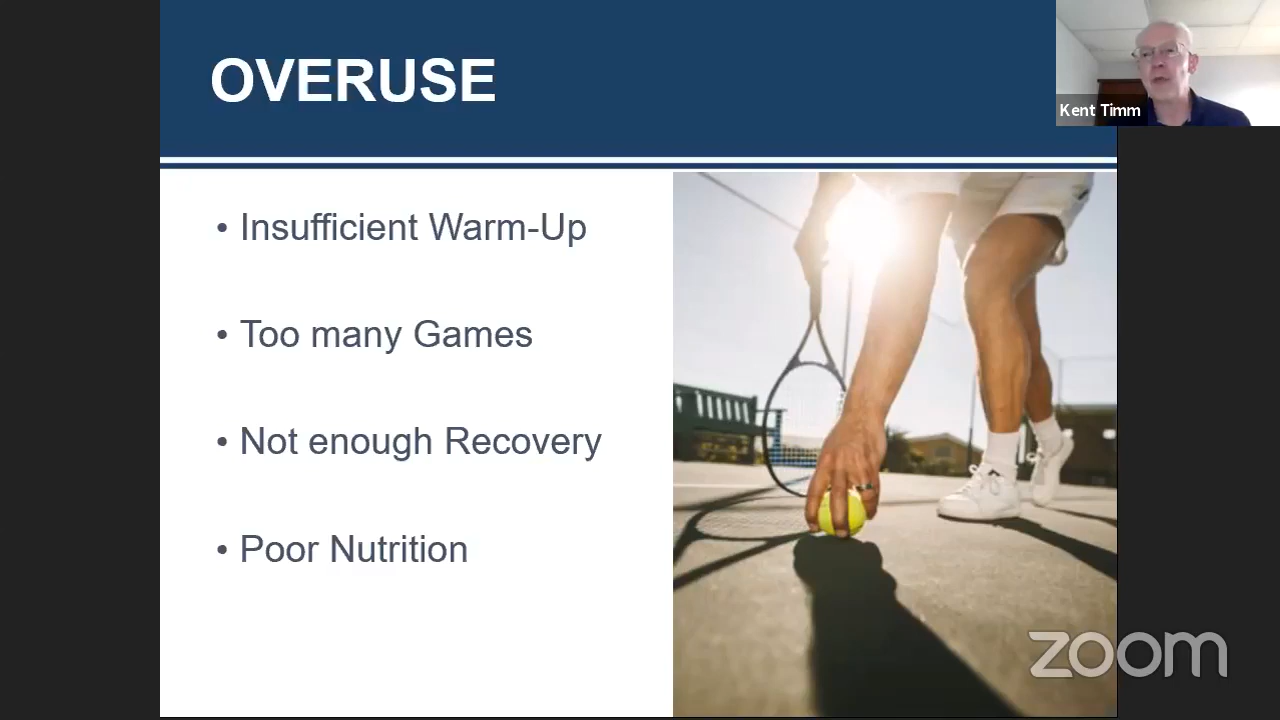 OVERUSE
Kent Timm
• Insufficient Warm-Up
• Too many Games
• Not enough Recovery
• Poor Nutrition
zoom